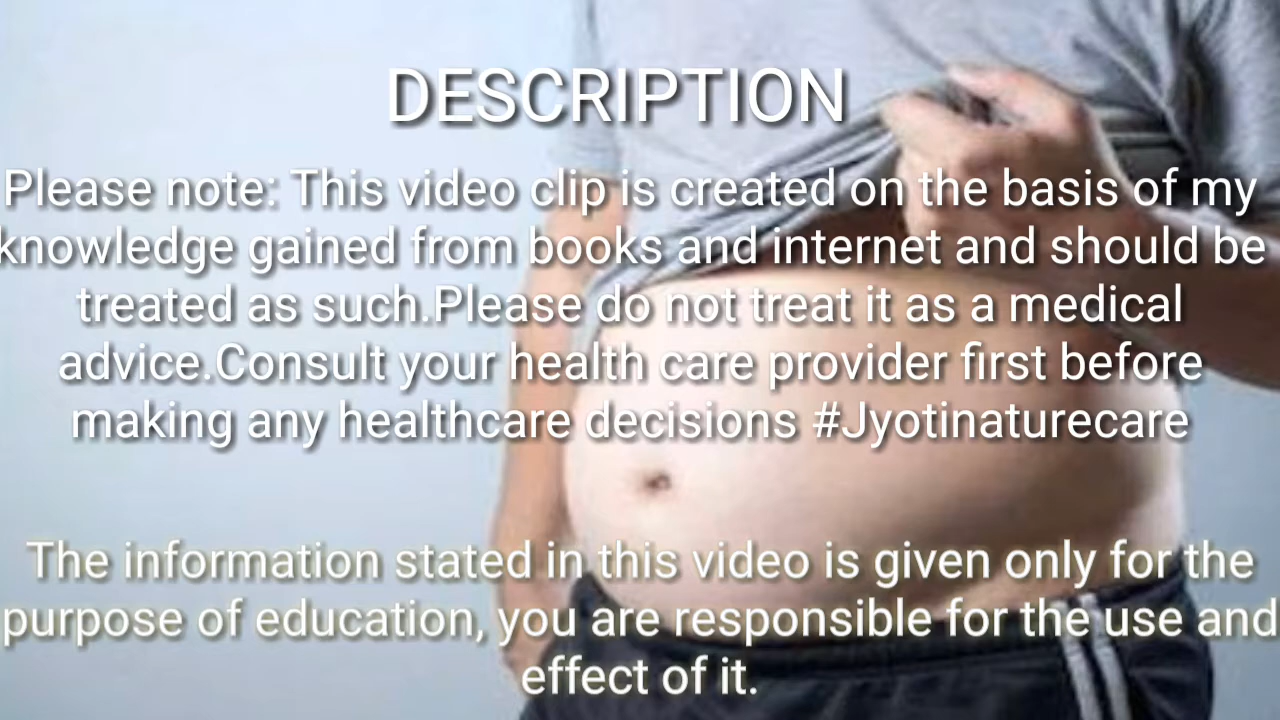 DESCRIPTION
Please note: This video clip is created on the basis of my
knowledge gained from books and internet and should be
treated as such.Please do not treat it as a medical
advice.Consult your health care provider first before
making any healthcare decisions #Jyotinaturecare
The information stated in this video is given only for the
purpose of education, you are responsible for the use and
effect of it.